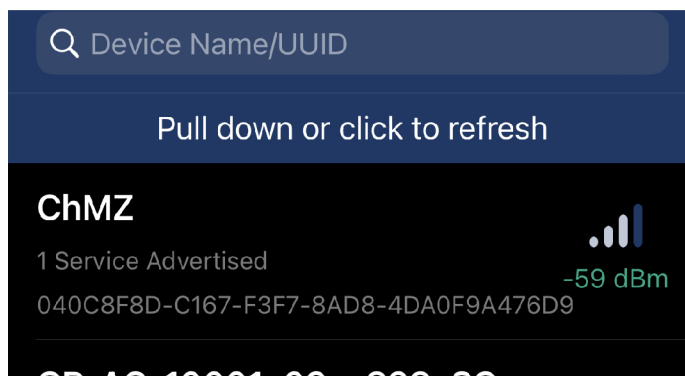 Device Name/UUID
Pull down or click to refresh
ChMZ
1 Service Advertised
-59 dBm
040C8F8D-C167-F3F7-8AD8-4DA0F9A476D9